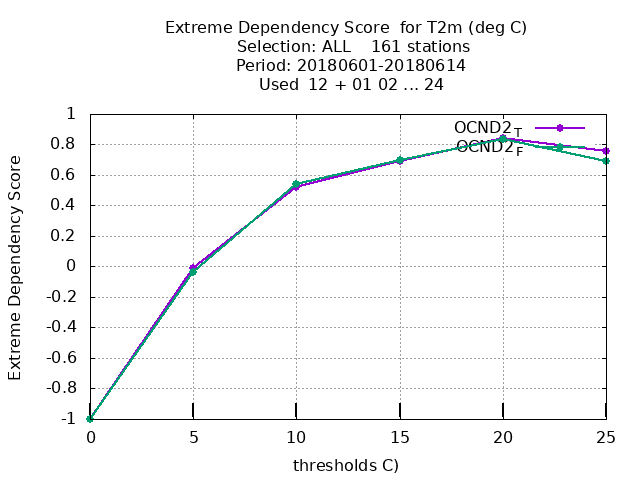 Extreme Dependency Score  for T2m (deg C)
Selection: ALL    161 stations
Period: 20180601-20180614
Used  12 + 01 02 ... 24
Extreme Dependency Score
1
0.8
0.6
0.4
0.2
0
-0.2
-0.4
-0.6
-0.8
-1
OCND2T
OCND2F
0 5 10 15 20 25
thresholds C)